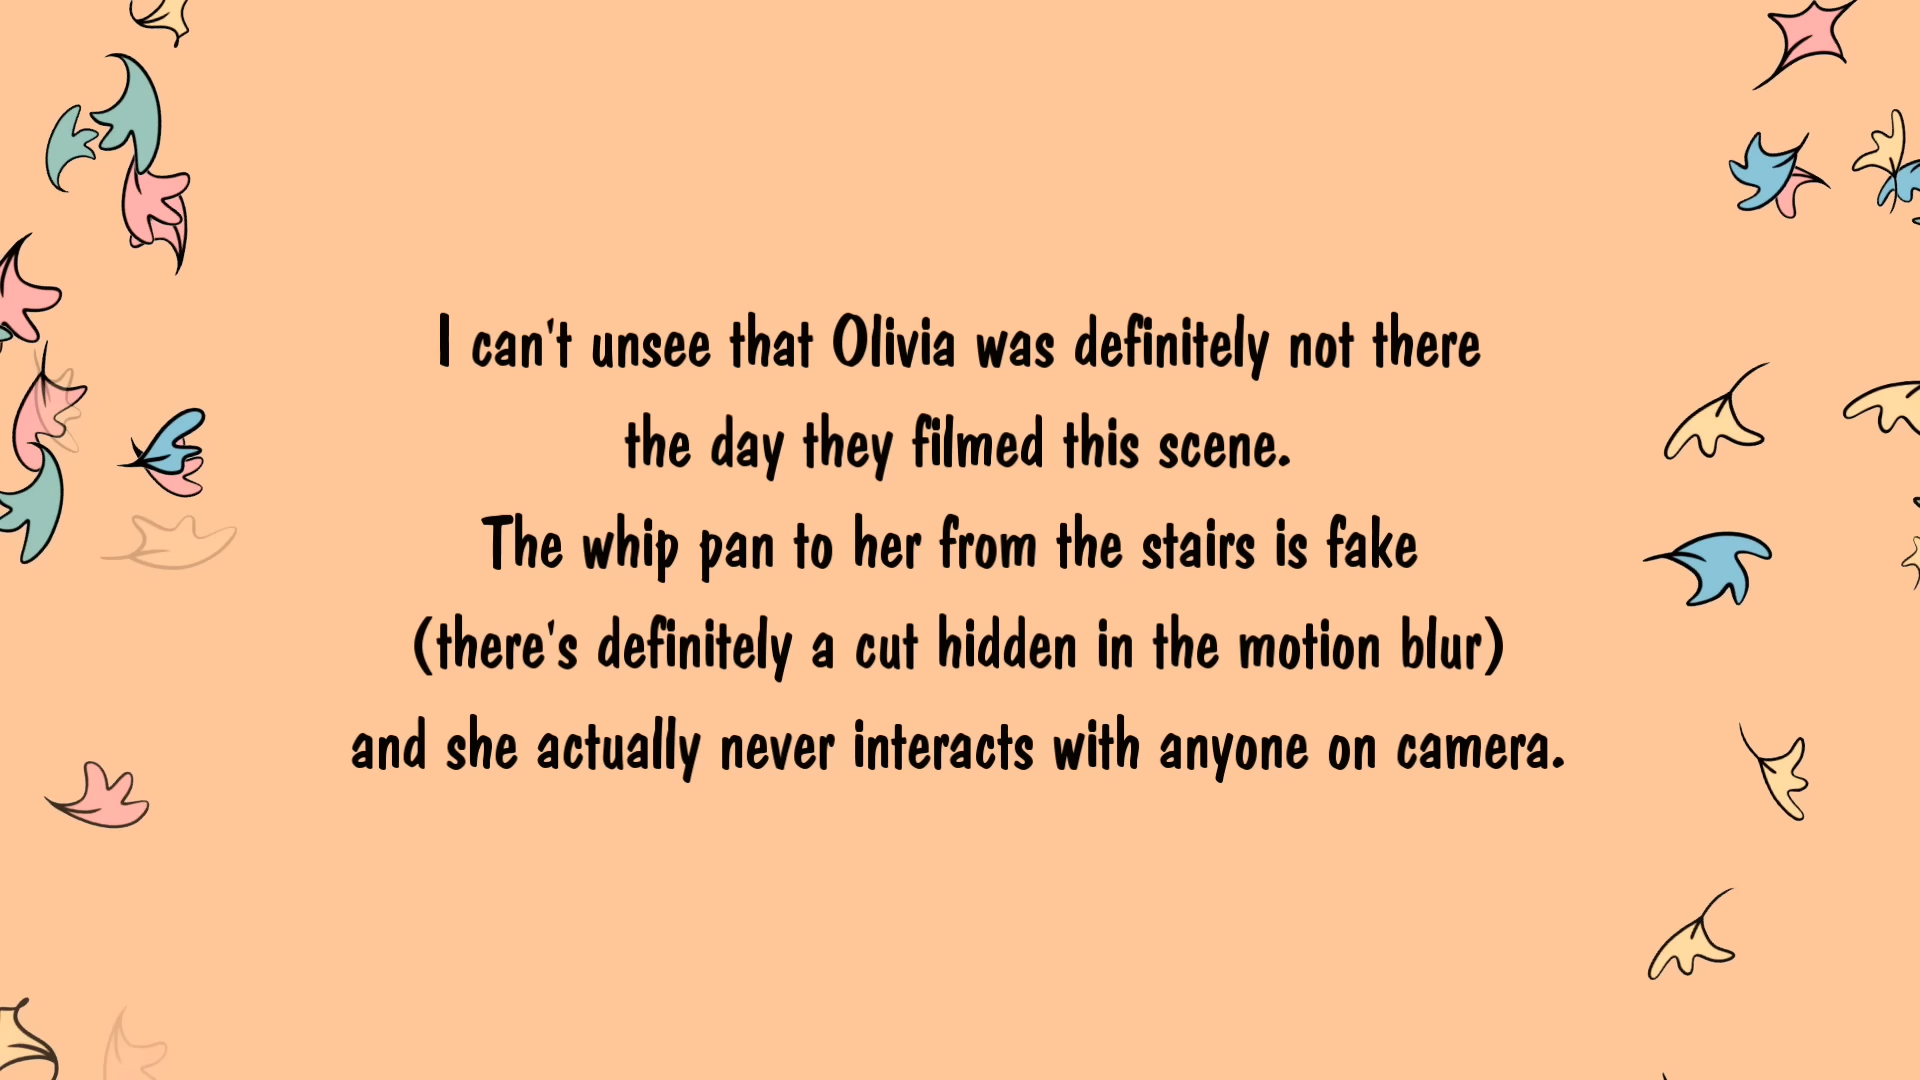 I can't unsee that Olivia was definitely not there
the day they filmed this scene.
The whip pan to her from the stairs is fake
(there's definitely a cut hidden in the motion blur)
and she actually never interacts with anyone on camera.